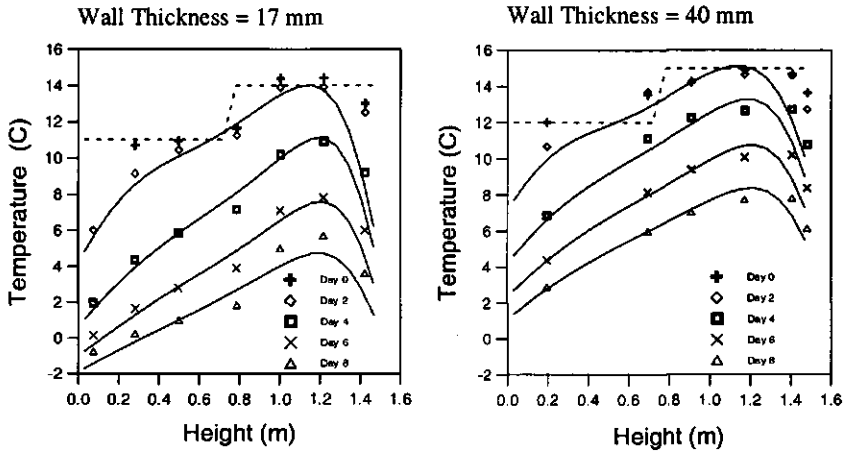 Wall Thickness = 17 mm
16
14
12
10
8
6
4
2
0
-2
Temperature (C)
Day 0
Day 2
Day 4
Day 6
Day 8
0.0 0.2 0.4 0.6 0.8 1.0 1.2 1.4 1.6
Height (m)
Wall Thickness = 40 mm
16
14
12
10
8
6
4
2
0
-2
Temperature (C)
Day 0
Day 2
Day 4
Day 6
Day 8
0.0 0.2 0.4 0.6 0.8 1.0 1.2 1.4 1.6
Height (m)